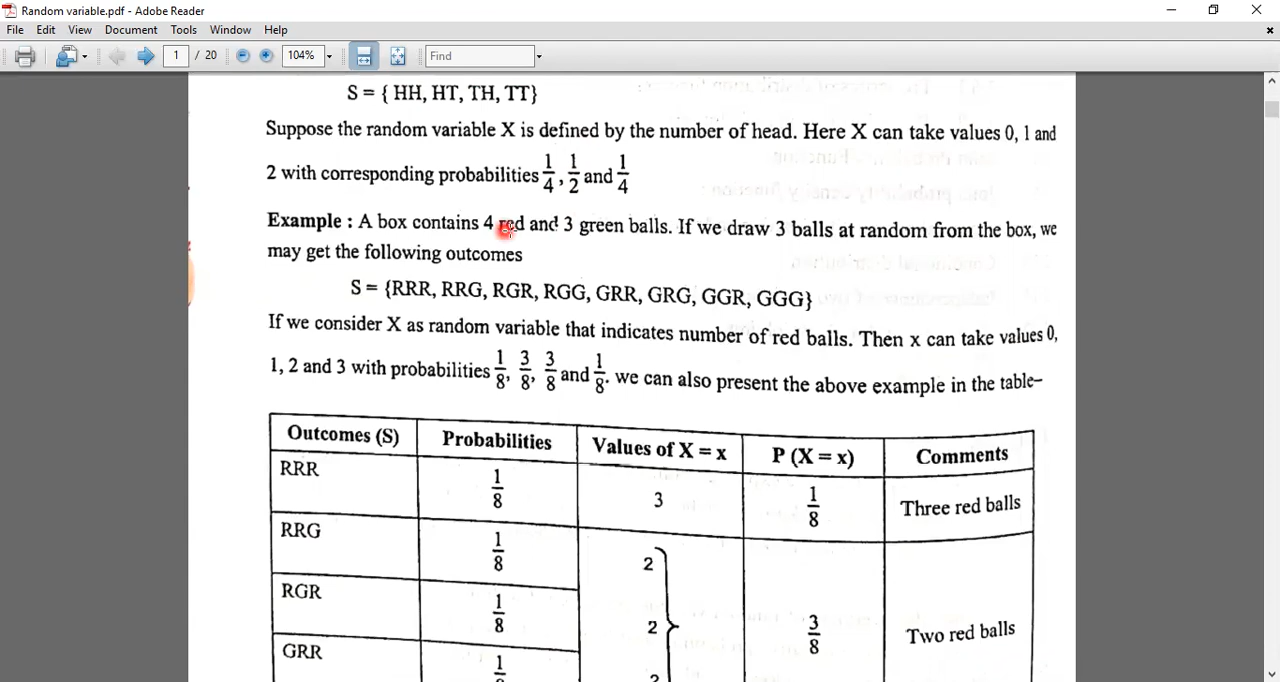 Random variable.pdf - Adobe Reader
File Edit View Document Tools Window Help
1 / 20 104% Find
S = { HH, HT, TH, TT}
Suppose the random variable X is defined by the number of head. Here X can take values 0, 1 and
2 with corresponding probabilities 1/4, 1/2 and 1/4
Example : A box contains 4 red and 3 green balls. If we draw 3 balls at random from the box, we
may get the following outcomes
S = {RRR, RRG, RGR, RGG, GRR, GRG, GGR, GGG}
If we consider X as random variable that indicates number of red balls. Then x can take values 0,
1, 2 and 3 with probabilities 1/8, 3/8, 3/8 and 1/8. we can also present the above example in the table–
Outcomes (S) Probabilities Values of X = x P (X = x) Comments
RRR 1/8 3 1/8 Three red balls
RRG 1/8 2
RGR 1/8 2 3/8 Two red balls
GRR 1 2